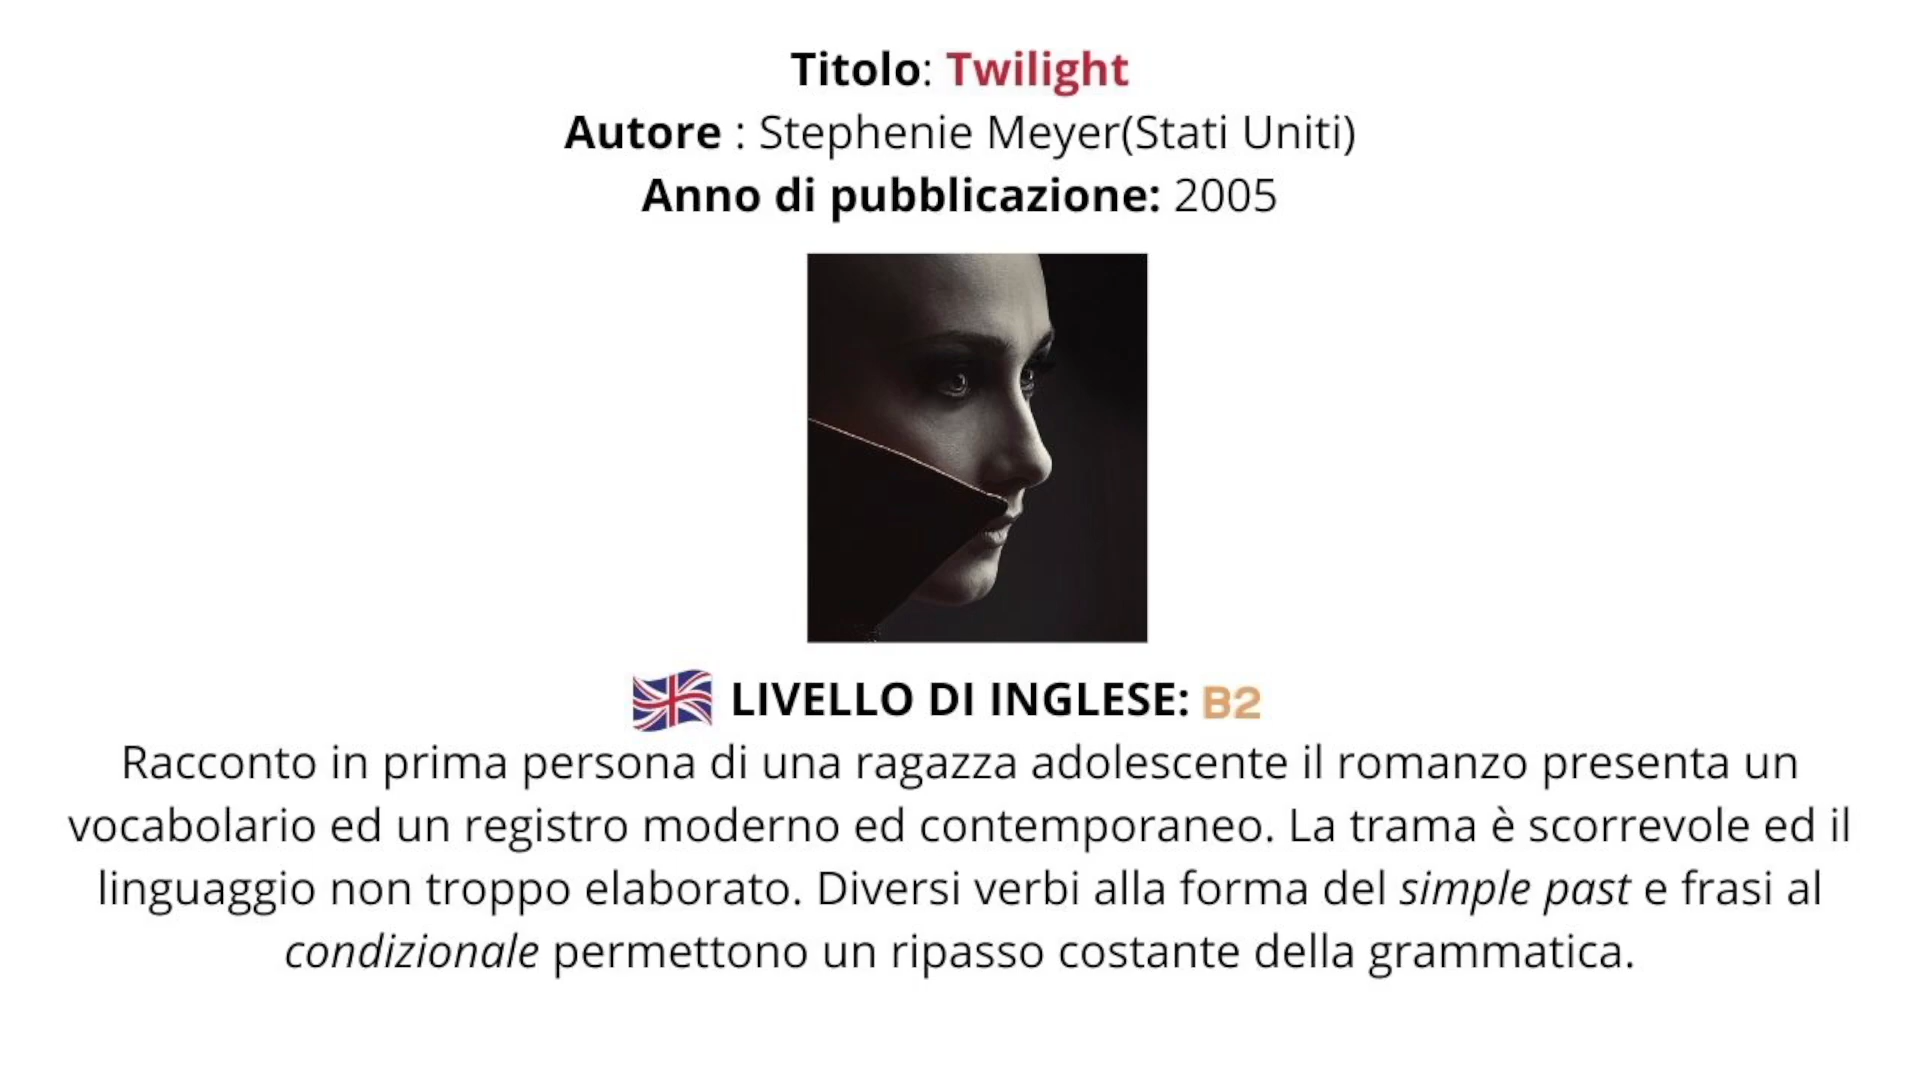 Titolo: Twilight
Autore : Stephenie Meyer(Stati Uniti)
Anno di pubblicazione: 2005
LIVELLO DI INGLESE: B2
Racconto in prima persona di una ragazza adolescente il romanzo presenta un
vocabolario ed un registro moderno ed contemporaneo. La trama è scorrevole ed il
linguaggio non troppo elaborato. Diversi verbi alla forma del simple past e frasi al
condizionale permettono un ripasso costante della grammatica.